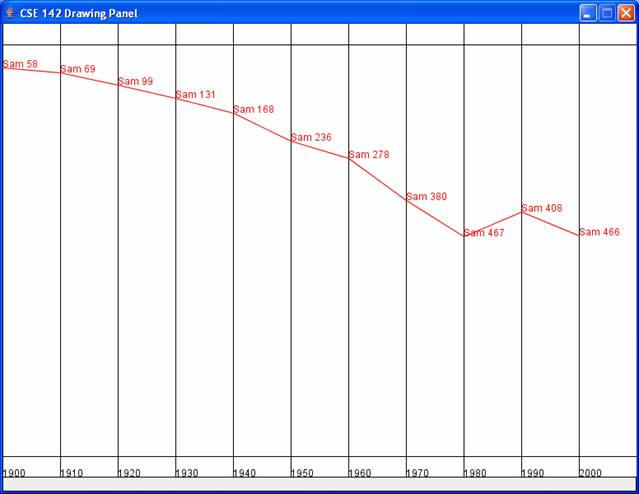 CSE 142 Drawing Panel
Sam 58
Sam 69
Sam 99
Sam 131
Sam 168
Sam 236
Sam 278
Sam 380
Sam 467
Sam 408
Sam 466
1900 1910 1920 1930 1940 1950 1960 1970 1980 1990 2000